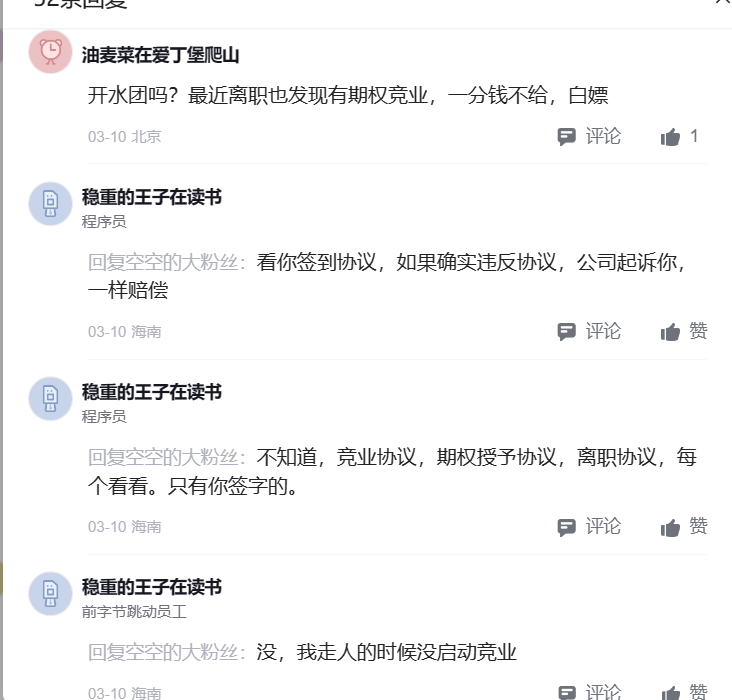 52条回复
油麦菜在爱丁堡爬山
开水团吗？最近离职也发现有期权竞业，一分钱不给，白嫖
03-10 北京
评论
1
稳重的王子在读书
程序员
回复空空的大粉丝：看你签到协议，如果确实违反协议，公司起诉你，
一样赔偿
03-10 海南
评论
赞
稳重的王子在读书
程序员
回复空空的大粉丝：不知道，竞业协议，期权授予协议，离职协议，每
个看看。只有你签字的。
03-10 海南
评论
赞
稳重的王子在读书
前字节跳动员工
回复空空的大粉丝：没，我走人的时候没启动竞业
03-10 海南
评论
赞